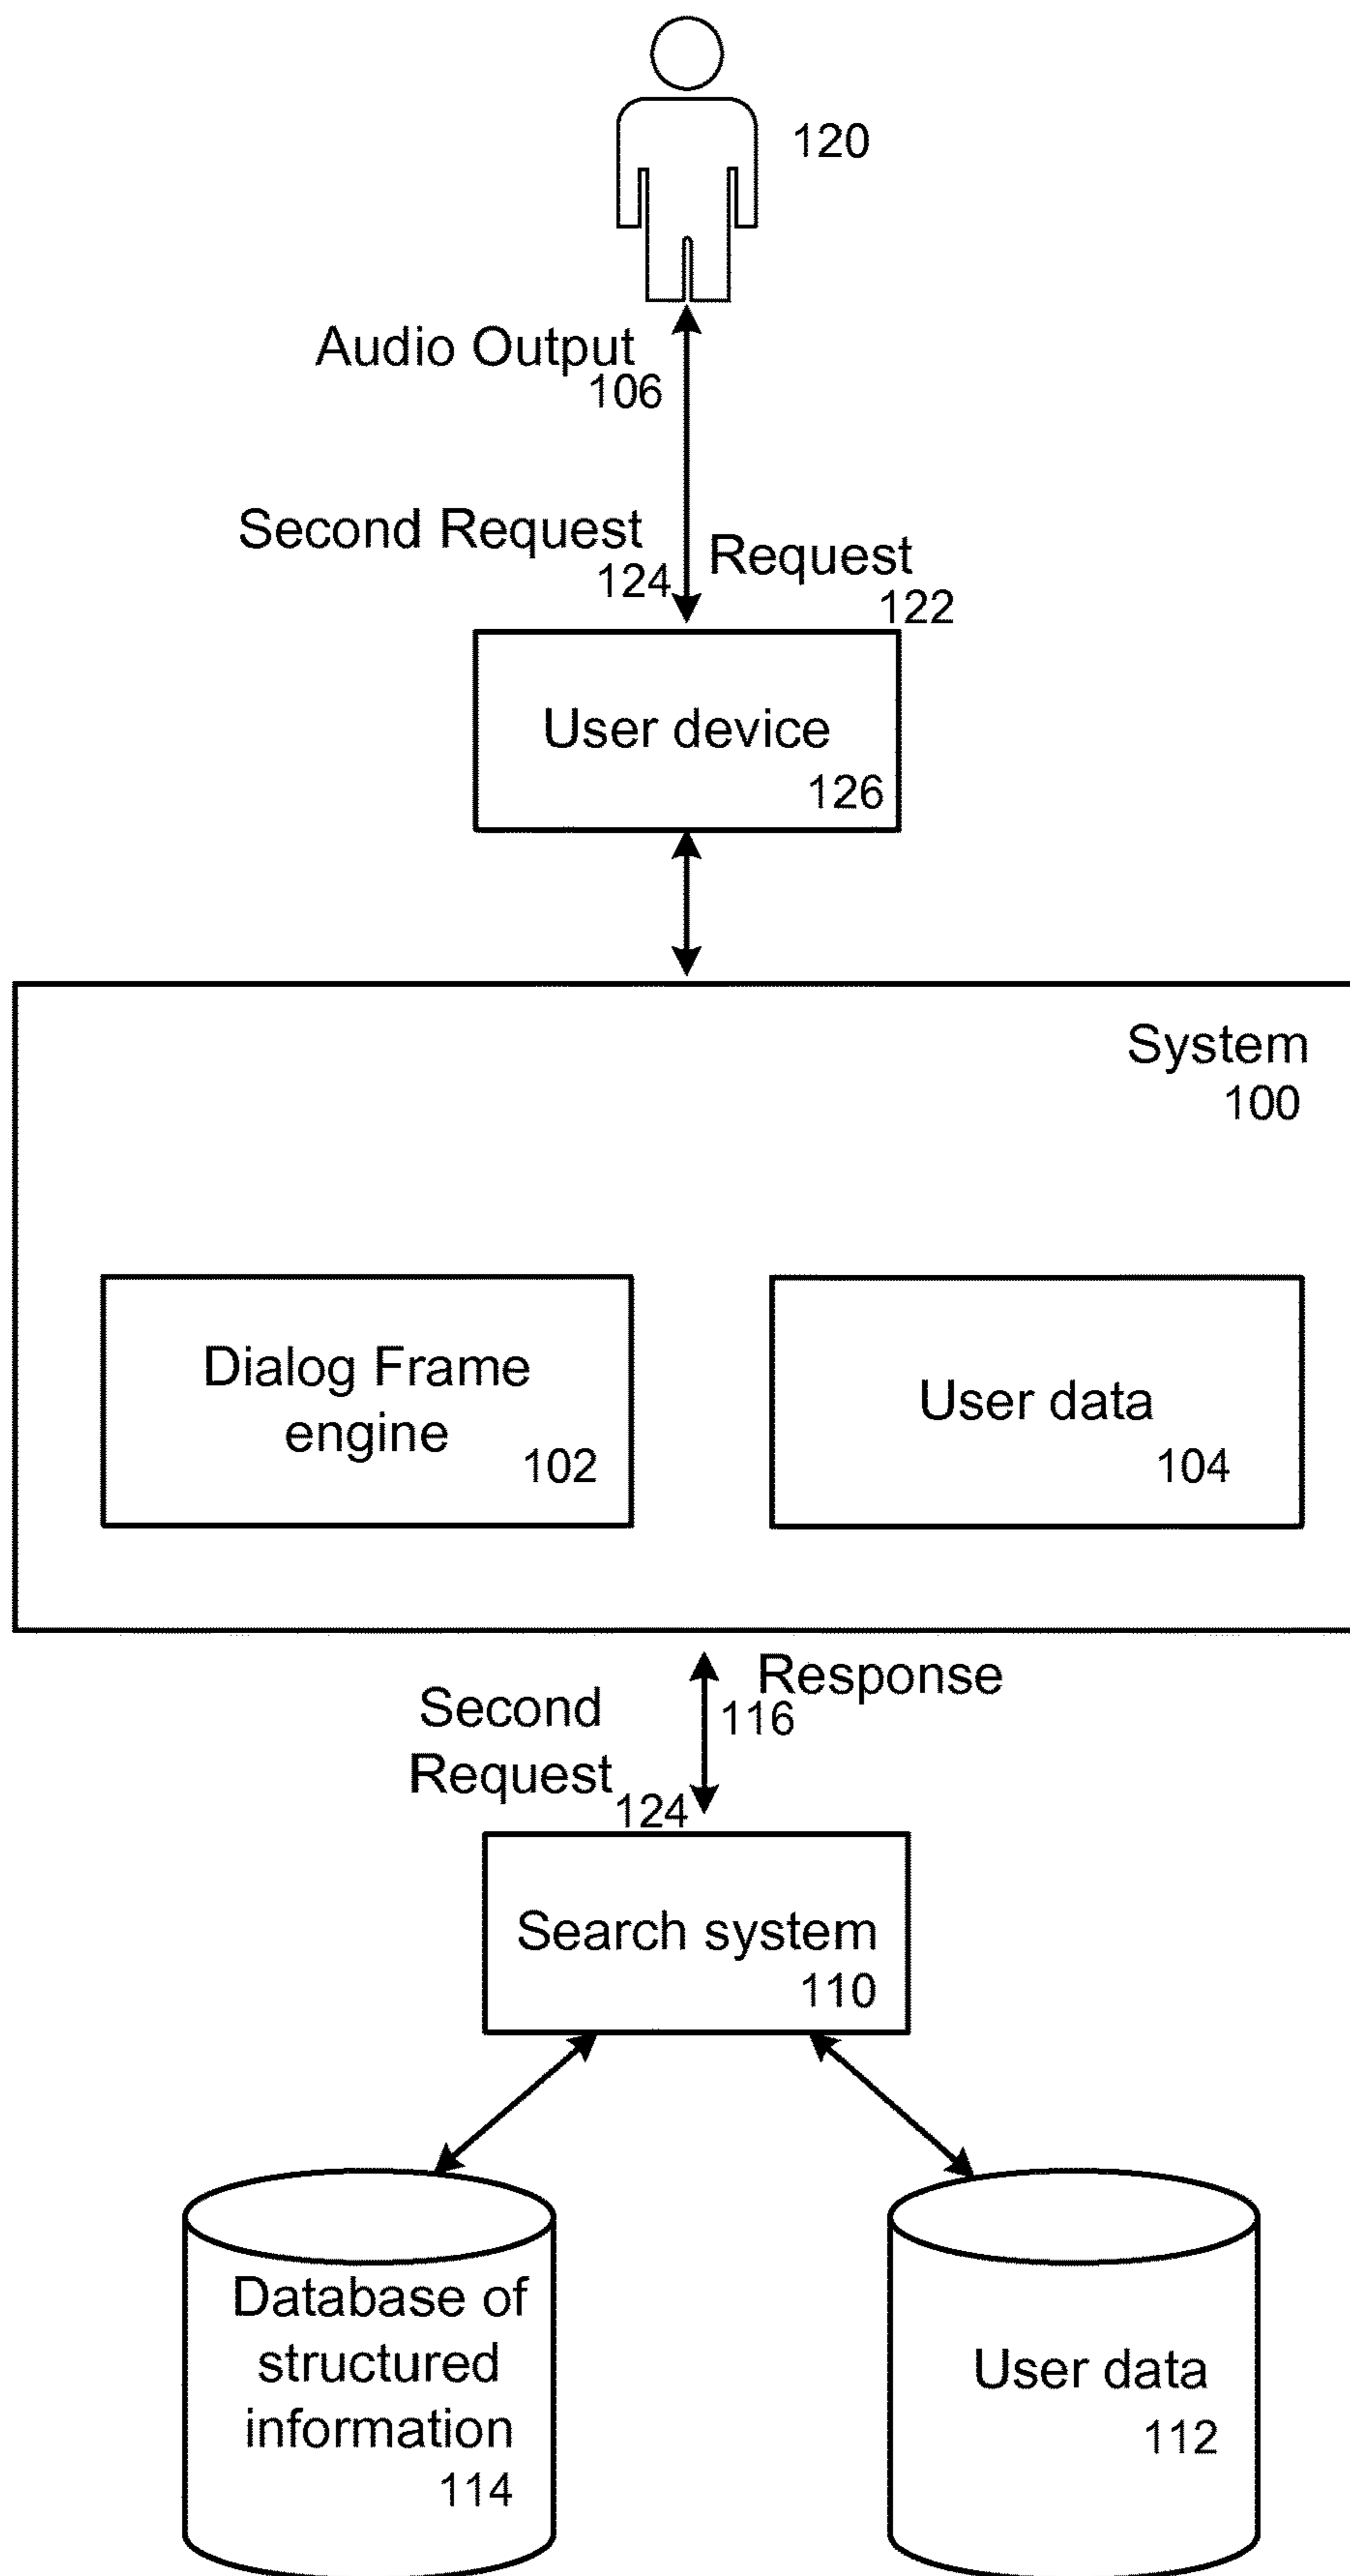 120
Audio Output
106
Second Request
124
Request
122
User device
126
System
100
Dialog Frame
engine
102
User data
104
Response
116
Second
Request
124
Search system
110
Database of
structured
information
114
User data
112